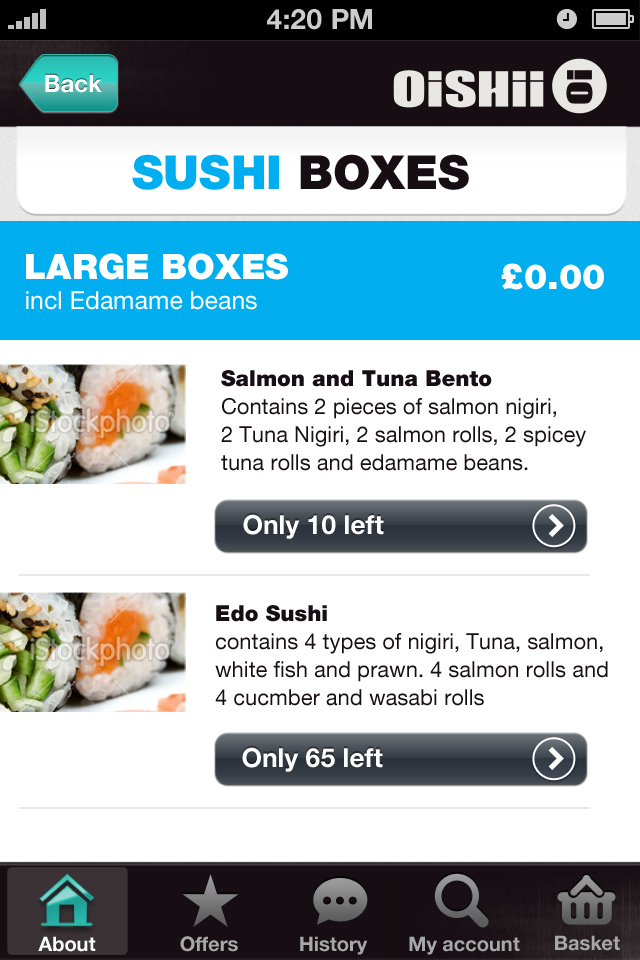 4:20 PM
Back
OiSHii
SUSHI BOXES
LARGE BOXES
£0.00
incl Edamame beans
Salmon and Tuna Bento
Contains 2 pieces of salmon nigiri,
2 Tuna Nigiri, 2 salmon rolls, 2 spicey
tuna rolls and edamame beans.
iStockphoto
Only 10 left
Edo Sushi
contains 4 types of nigiri, Tuna, salmon,
white fish and prawn. 4 salmon rolls and
4 cucmber and wasabi rolls
iStockphoto
Only 65 left
About
Offers
History
My account
Basket